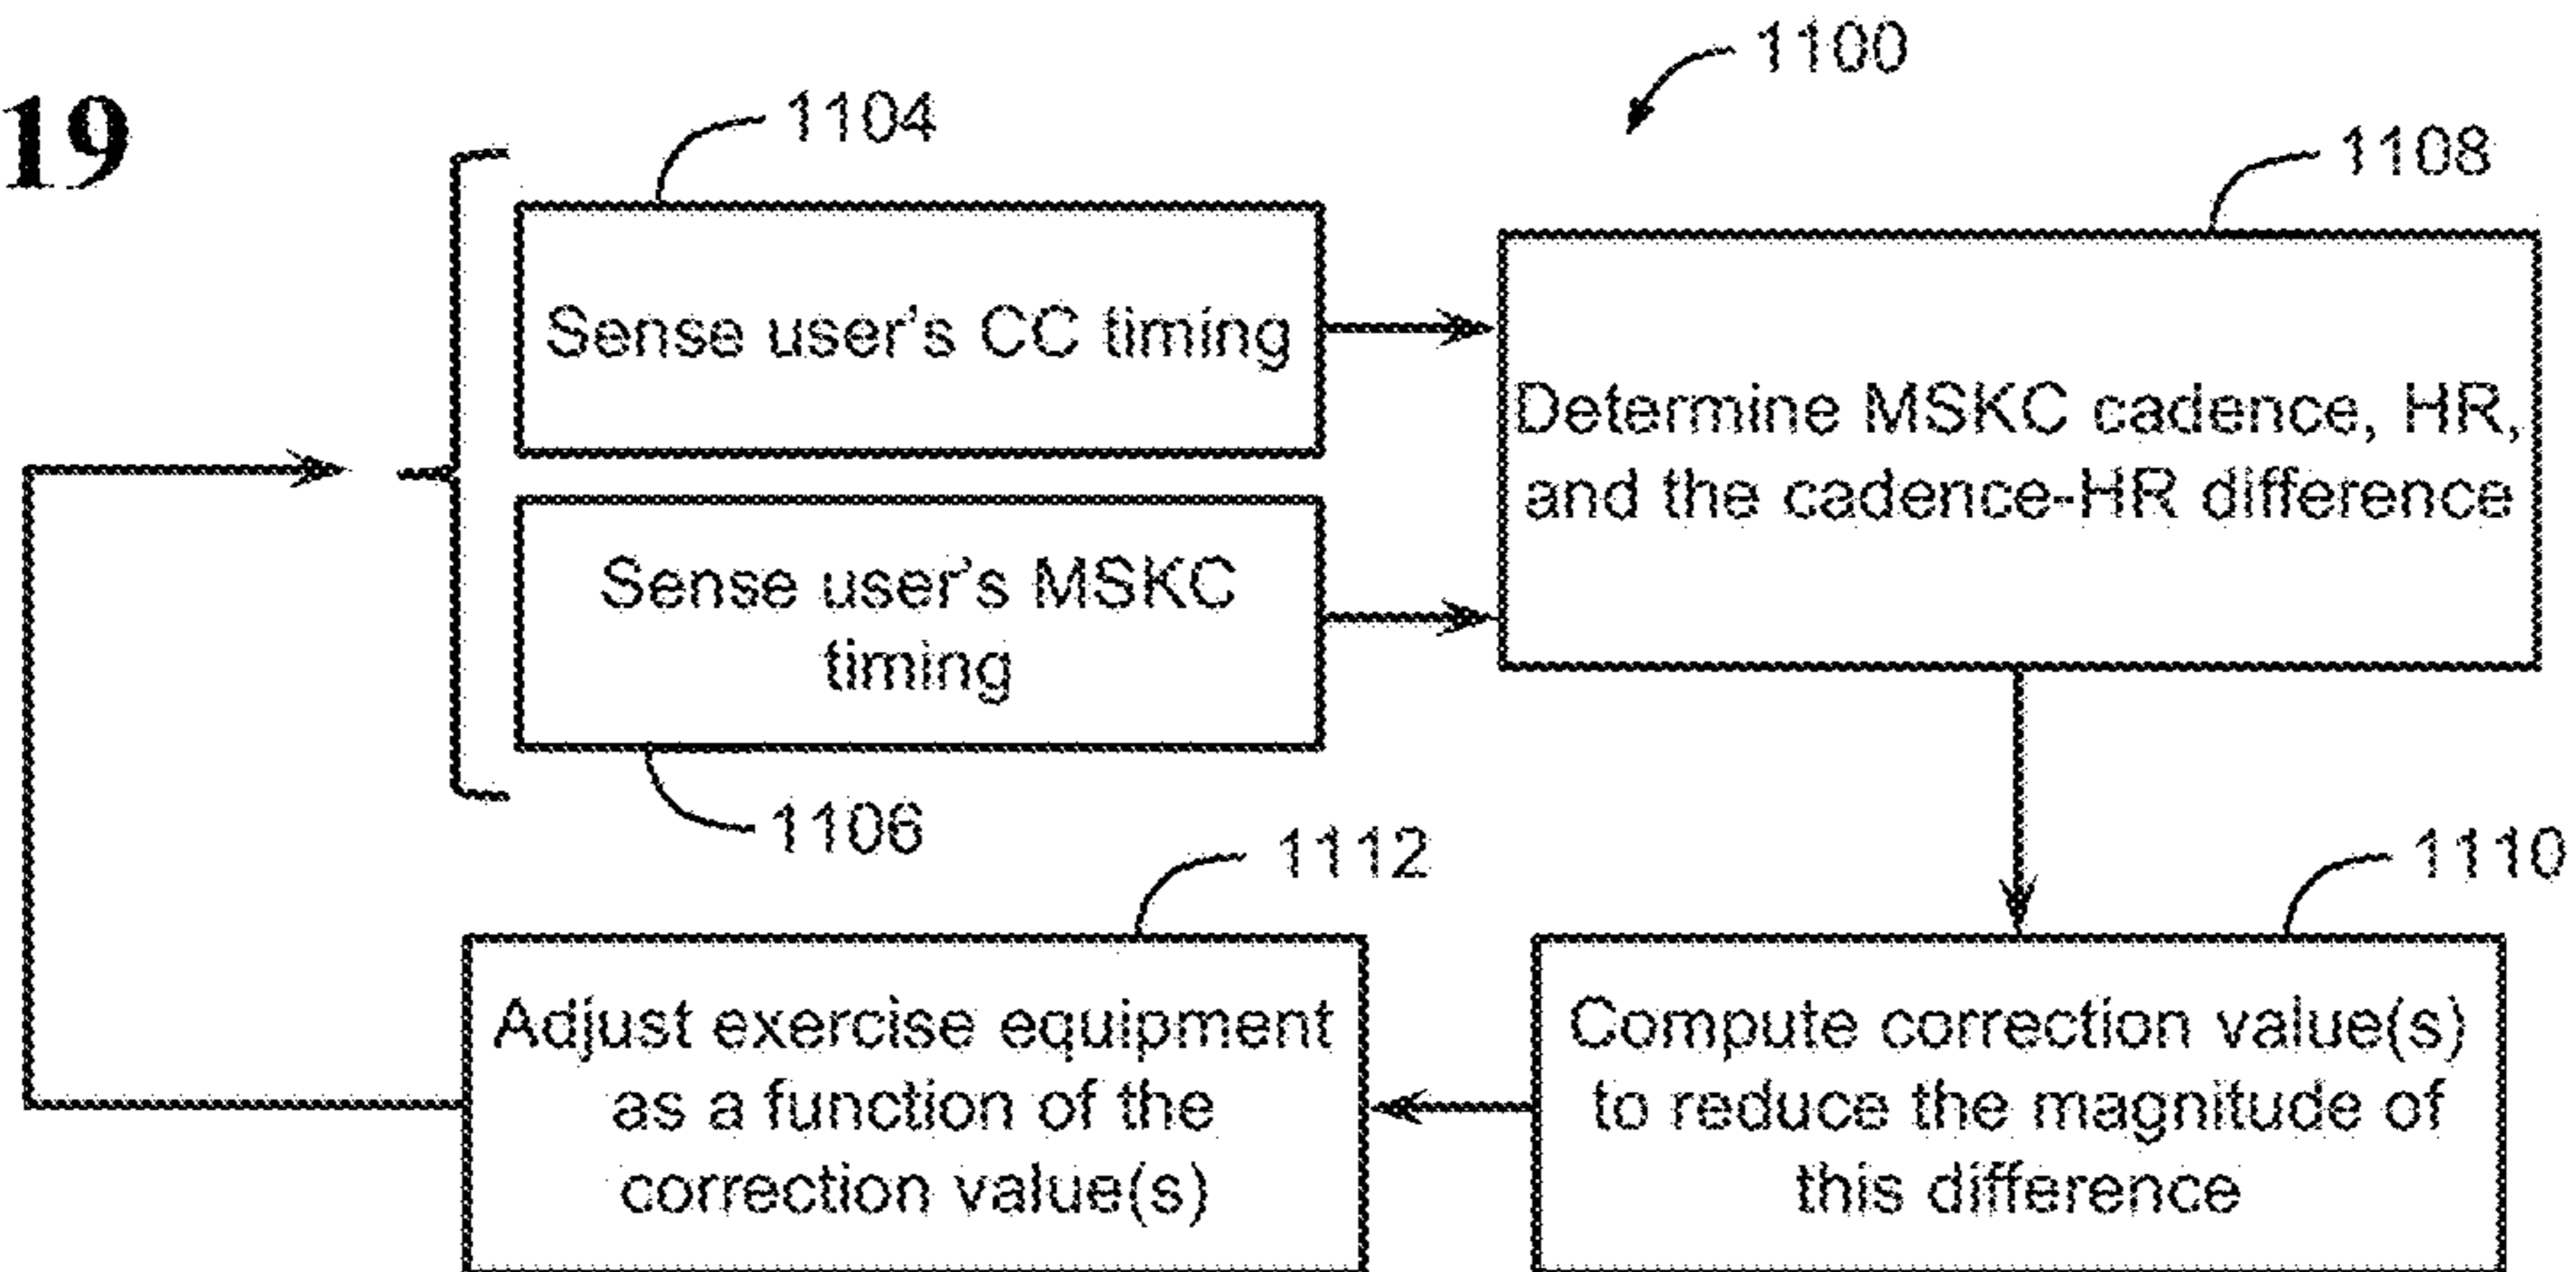 19
1100
1104
1108
Sense user's CC timing
Determine MSKC cadence, HR,
and the cadence-HR difference
Sense user's MSKC
timing
1106
1112
1110
Adjust exercise equipment
as a function of the
correction value(s)
Compute correction value(s)
to reduce the magnitude of
this difference